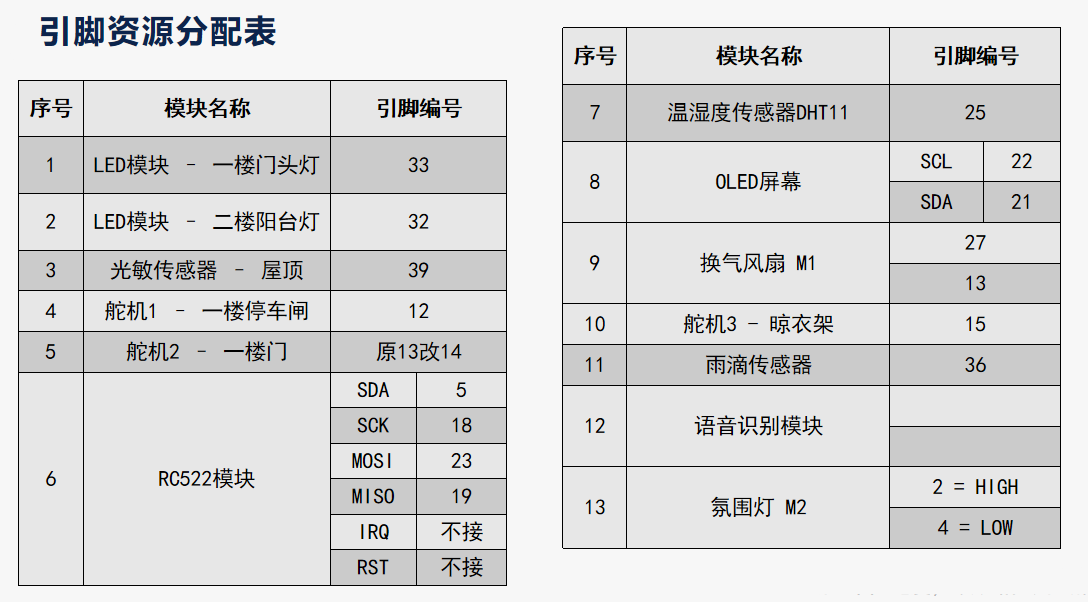 引脚资源分配表
序号 模块名称 引脚编号
1 LED模块 - 一楼门头灯 33
2 LED模块 - 二楼阳台灯 32
3 光敏传感器 - 屋顶 39
4 舵机1 - 一楼停车闸 12
5 舵机2 - 一楼门 原13改14
6 RC522模块
SDA 5
SCK 18
MOSI 23
MISO 19
IRQ 不接
RST 不接
序号 模块名称 引脚编号
7 温湿度传感器DHT11 25
8 OLED屏幕
SCL 22
SDA 21
9 换气风扇 M1
27
13
10 舵机3 - 晾衣架 15
11 雨滴传感器 36
12 语音识别模块
13 氛围灯 M2
2 = HIGH
4 = LOW